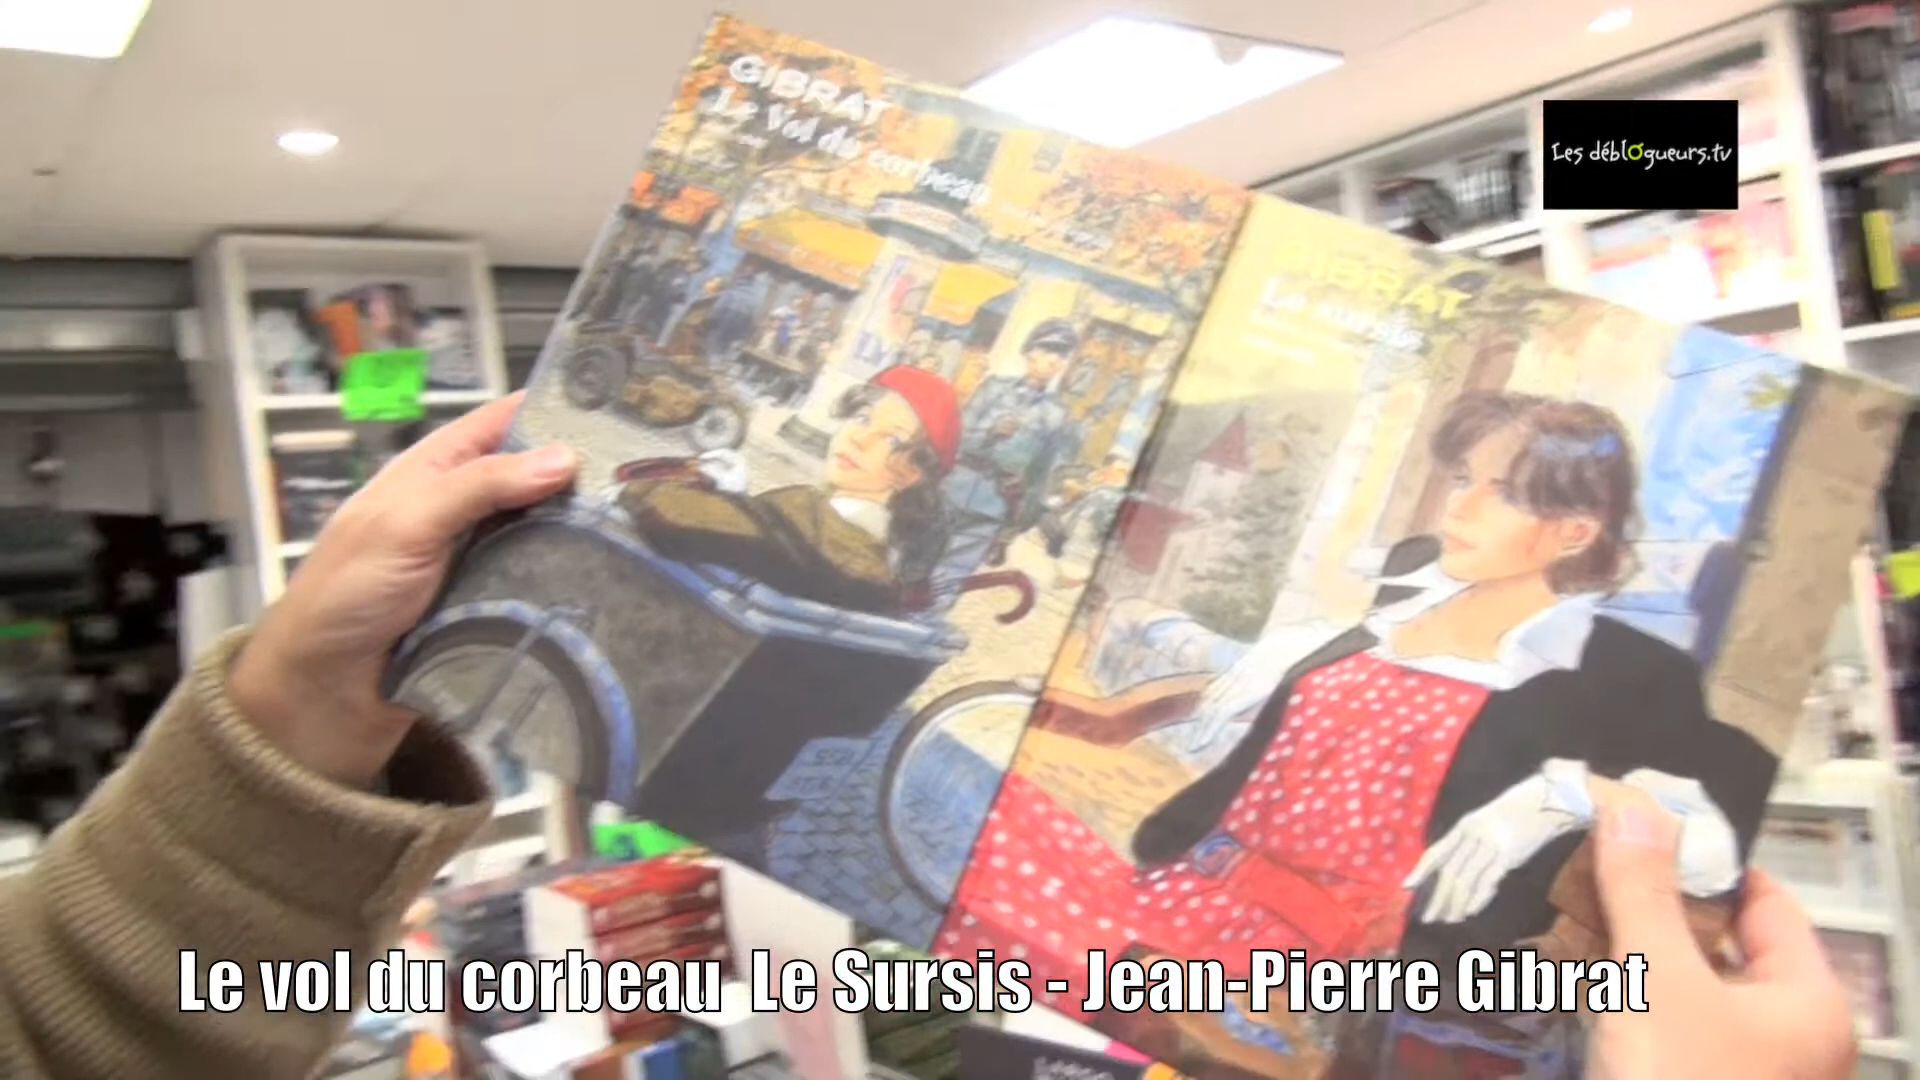 GIBRAT
Le Vol du corbeau
GIBRAT
Le sursis
Les déblogueurs.tv
Le vol du corbeau  Le Sursis - Jean-Pierre Gibrat